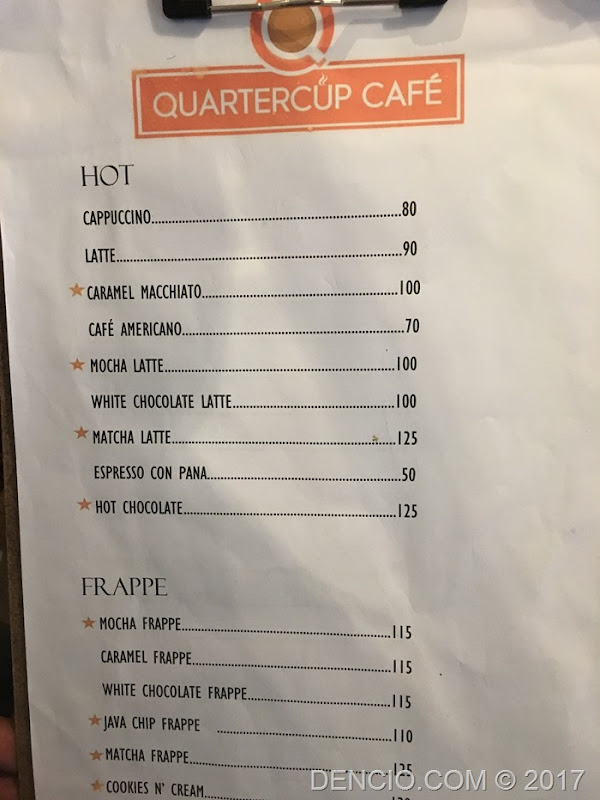 QUARTERCUP CAFÉ
HOT
CAPPUCCINO..........80
LATTE..........90
CARAMEL MACCHIATO..........100
CAFÉ AMERICANO..........70
MOCHA LATTE..........100
WHITE CHOCOLATE LATTE..........100
MATCHA LATTE..........125
ESPRESSO CON PANA..........50
HOT CHOCOLATE..........125
FRAPPE
MOCHA FRAPPE..........115
CARAMEL FRAPPE..........115
WHITE CHOCOLATE FRAPPE..........115
JAVA CHIP FRAPPE ..........110
MATCHA FRAPPE..........125
COOKIES N' CREAM..........
DENCIO.COM © 2017